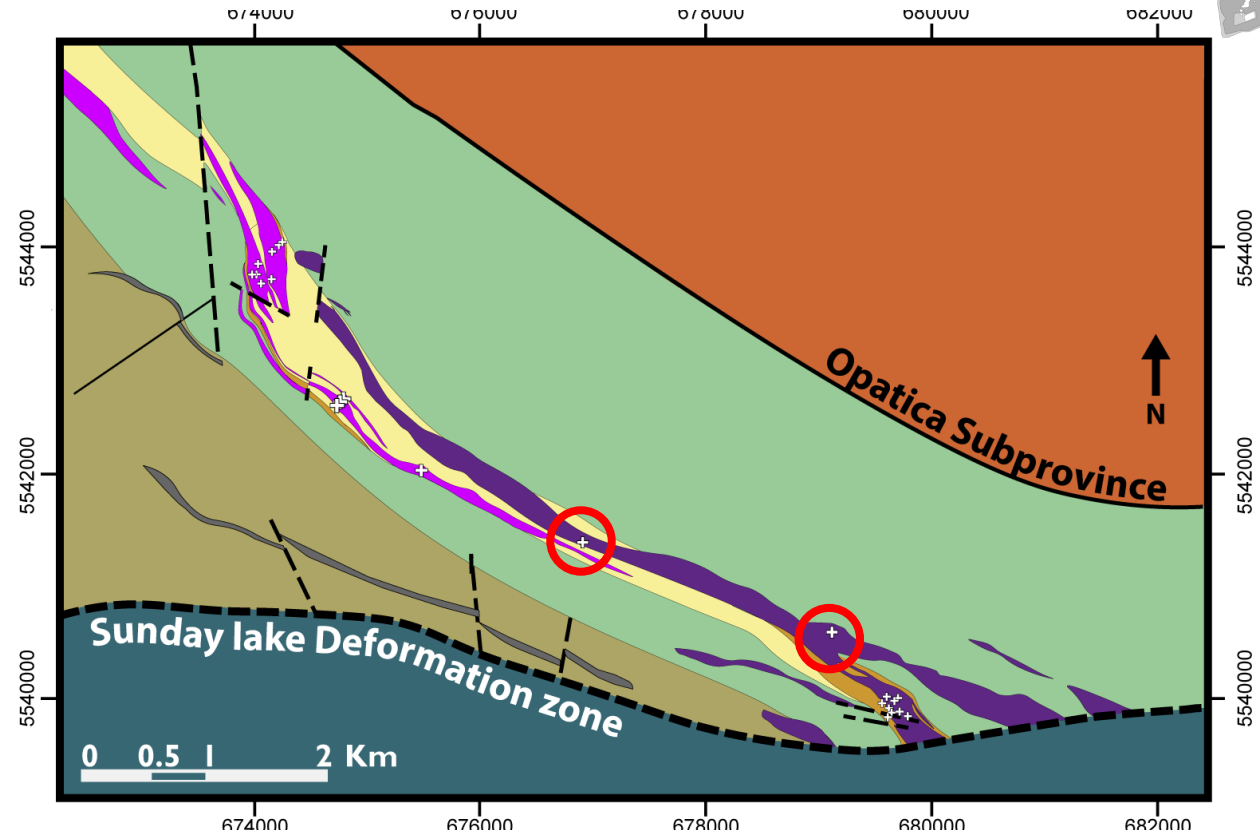 674000 676000 678000 680000 682000
5544000 5544000
Opatica Subprovince
N
5542000 5542000
Sunday lake Deformation zone
5540000 5540000
0 0.5 1 2 Km
674000 676000 678000 680000 682000